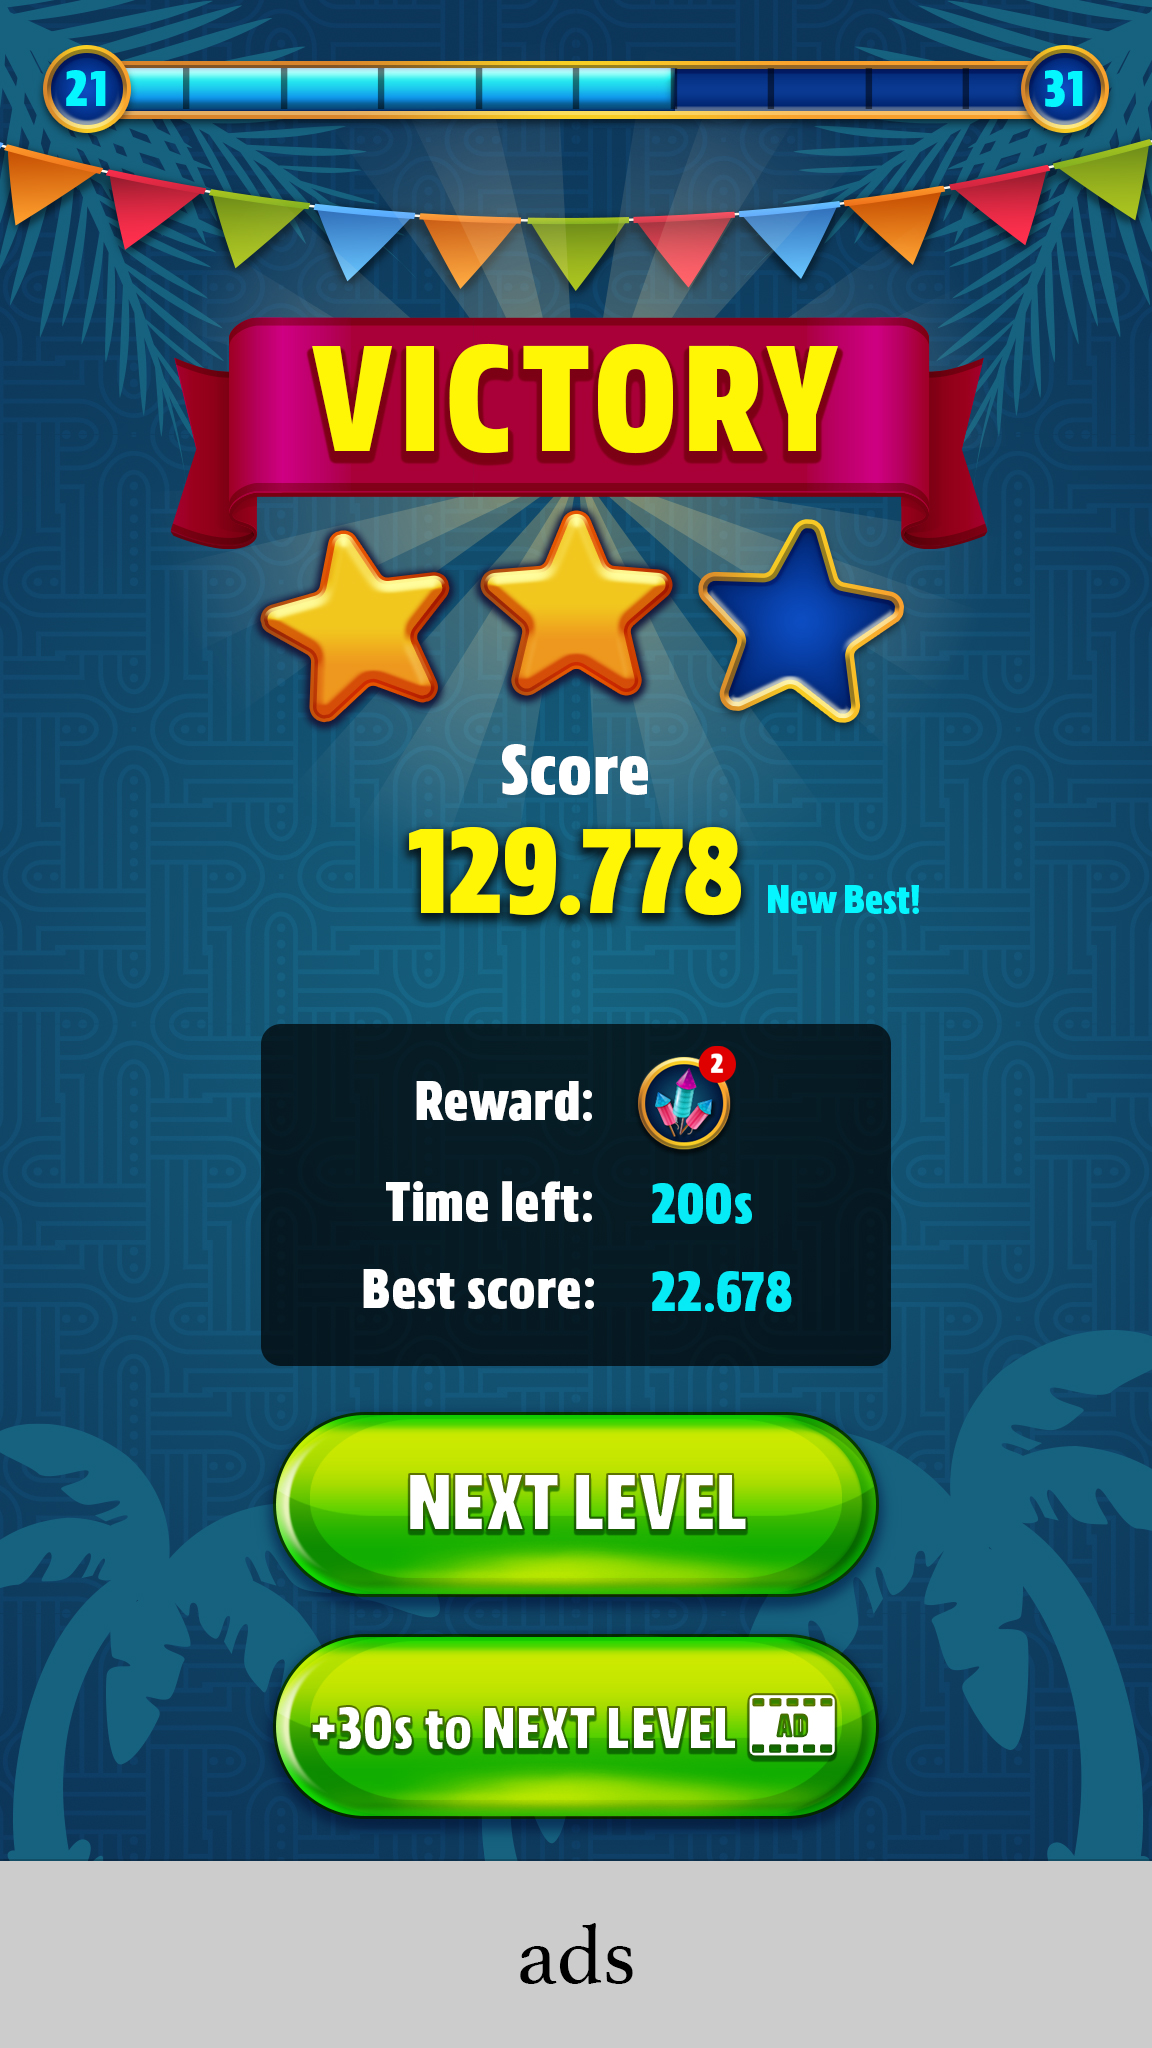 21
31
VICTORY
Score
129.778
New Best!
Reward:
2
Time left: 200s
Best score: 22.678
NEXT LEVEL
+30s to NEXT LEVEL AD
ads